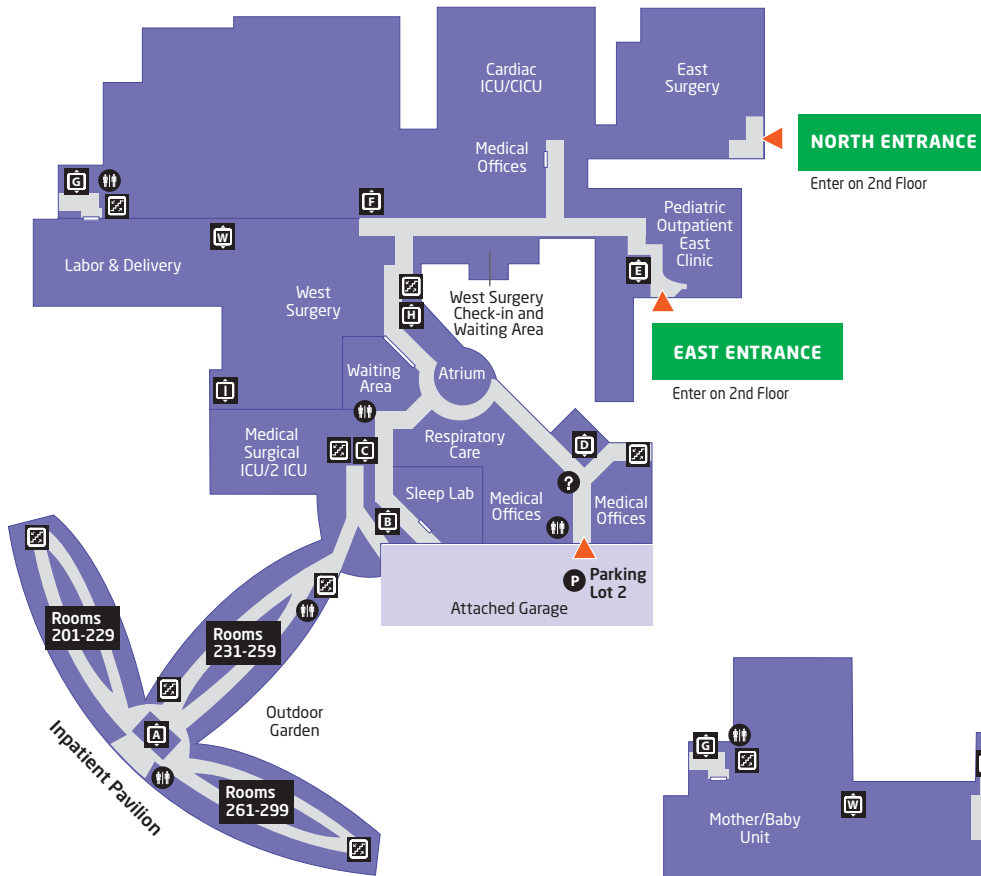 Cardiac
ICU/CICU
East
Surgery
NORTH ENTRANCE
Enter on 2nd Floor
Medical
Offices
G
F
W
Pediatric
Outpatient
East
Clinic
E
Labor & Delivery
West
Surgery
H
West Surgery
Check-in and
Waiting Area
EAST ENTRANCE
Enter on 2nd Floor
Waiting
Area
Atrium
I
Medical
Surgical
ICU/2 ICU
C
Respiratory
Care
D
?
Sleep Lab
Medical
Offices
Medical
Offices
B
P
Parking
Lot 2
Attached Garage
Rooms
201-229
Rooms
231-259
Outdoor
Garden
A
Inpatient Pavilion
Rooms
261-299
G
W
Mother/Baby
Unit